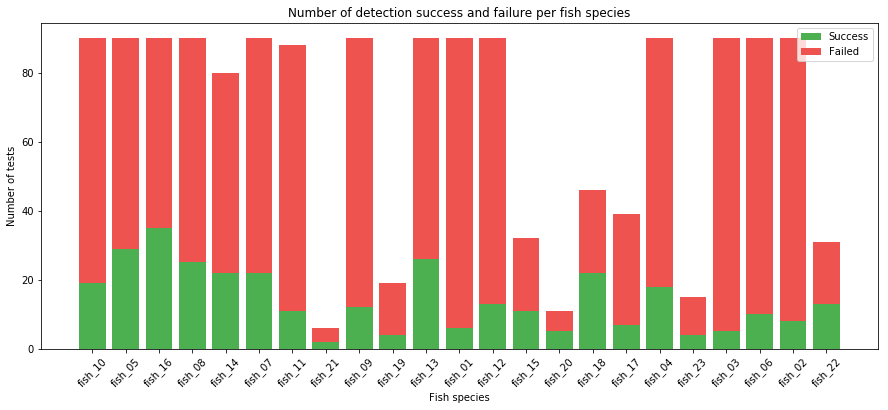 Number of detection success and failure per fish species
Success
Failed
Number of tests
80
60
40
20
0
fish_10
fish_05
fish_16
fish_08
fish_14
fish_07
fish_11
fish_21
fish_09
fish_19
fish_13
fish_01
fish_12
fish_15
fish_20
fish_18
fish_17
fish_04
fish_23
fish_03
fish_06
fish_02
fish_22
Fish species